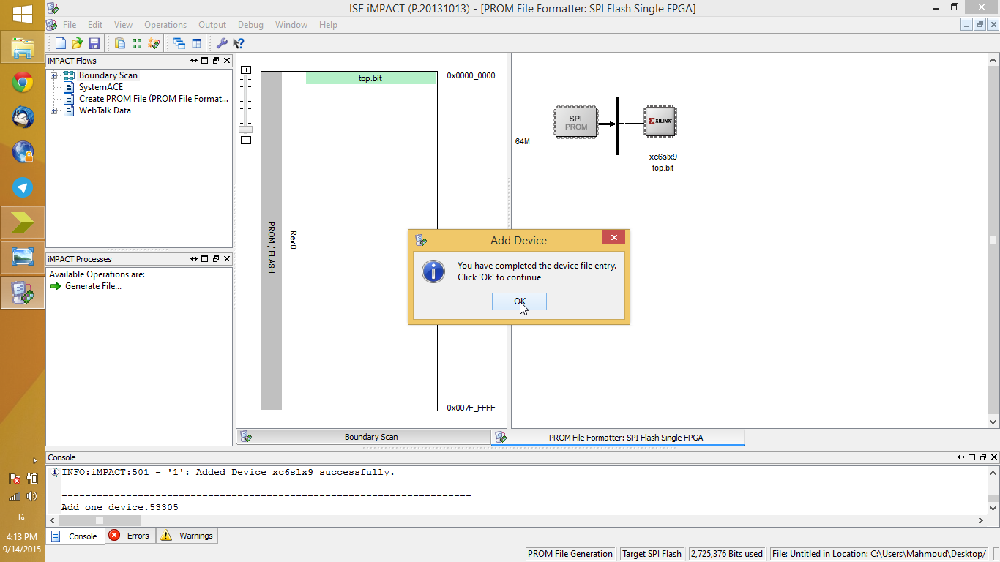 ISE iMPACT (P.20131013) - [PROM File Formatter: SPI Flash Single FPGA]
File Edit View Operations Output Debug Window Help
iMPACT Flows
Boundary Scan
SystemACE
Create PROM File (PROM File Format...
WebTalk Data
iMPACT Processes
Available Operations are:
Generate File...
PROM / FLASH
Rev0
top.bit
0x0000_0000
0x007F_FFFF
64M
SPI
PROM
XILINX
xc6slx9
top.bit
Add Device
You have completed the device file entry.
Click 'Ok' to continue
OK
Boundary Scan
PROM File Formatter: SPI Flash Single FPGA
Console
INFO:iMPACT:501 - '1': Added Device xc6slx9 successfully.
----------------------------------------------------------------------
----------------------------------------------------------------------
Add one device.53305
Console Errors Warnings
PROM File Generation Target SPI Flash 2,725,376 Bits used File: Untitled in Location: C:\Users\Mahmoud\Desktop/
فا
4:13 PM
9/14/2015